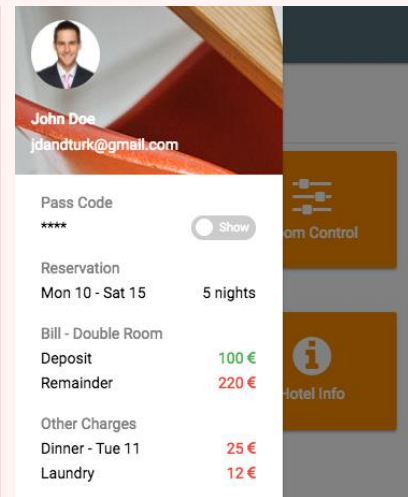 John Doe
jdandturk@gmail.com
Pass Code
****
Show
Reservation
Mon 10 - Sat 15 5 nights
Bill - Double Room
Deposit 100 €
Remainder 220 €
Other Charges
Dinner - Tue 11 25 €
Laundry 12 €
Control
Hotel Info